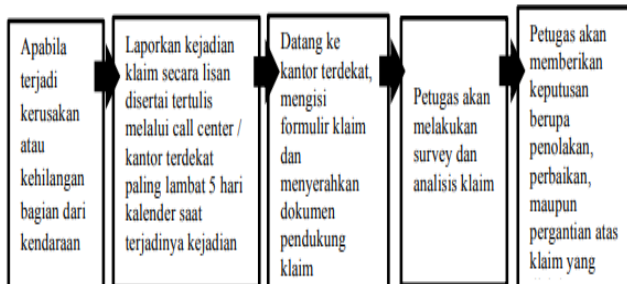 Apabila
terjadi
kerusakan
atau
kehilangan
bagian dari
kendaraan
Laporkan kejadian
klaim secara lisan
disertai tertulis
melalui call center /
kantor terdekat
paling lambat 5 hari
kalender saat
terjadinya kejadian
Datang ke
kantor terdekat,
mengisi
formulir klaim
dan
menyerahkan
dokumen
pendukung
klaim
Petugas akan
melakukan
survey dan
analisis klaim
Petugas akan
memberikan
keputusan
berupa
penolakan,
perbaikan,
maupun
pergantian atas
klaim yang